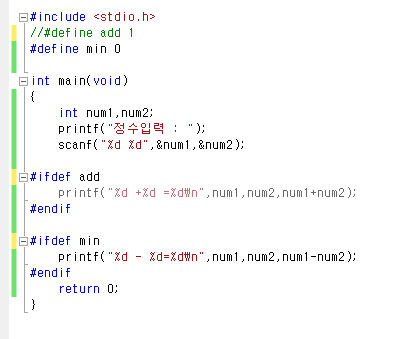 #include <stdio.h>
//#define add 1
#define min 0
int main(void)
{
int num1,num2;
printf("정수입력 : ");
scanf("%d %d",&num1,&num2);
#ifdef add
printf("%d +%d =%d₩n",num1,num2,num1+num2);
#endif
#ifdef min
printf("%d - %d=%d₩n",num1,num2,num1-num2);
#endif
return 0;
}